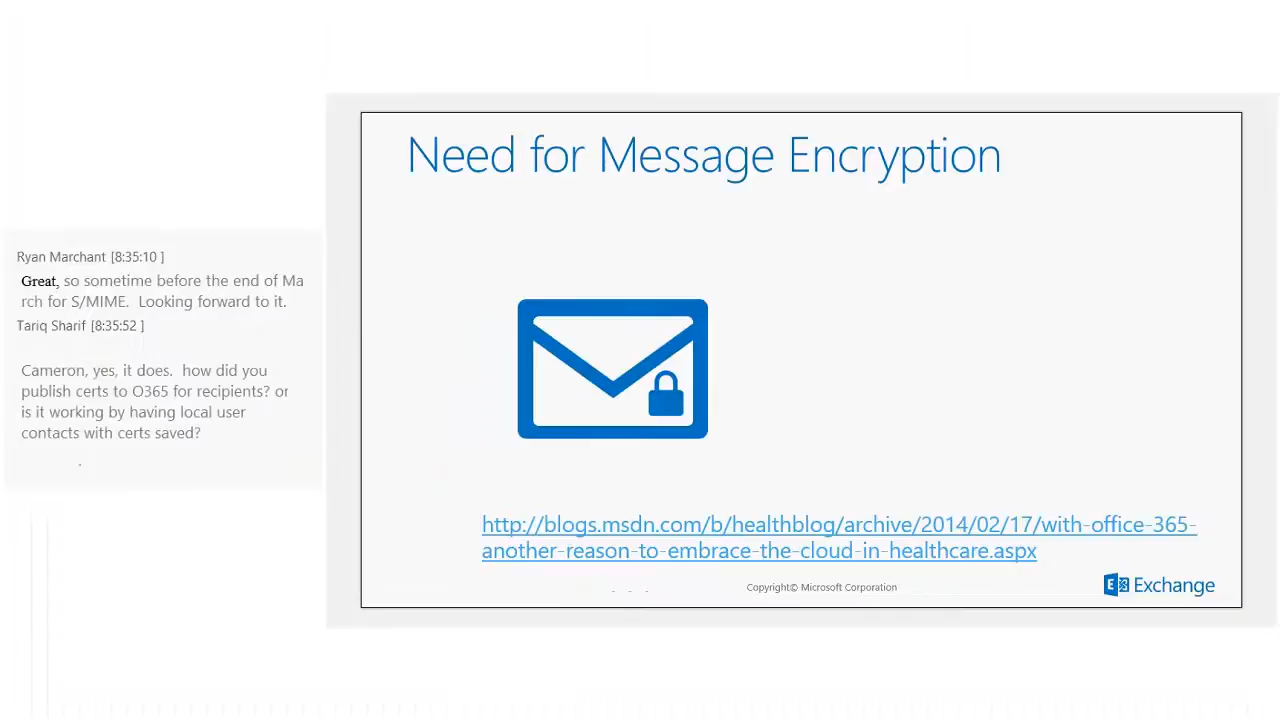 Need for Message Encryption
Ryan Marchant [8:35:10 ]
Great, so sometime before the end of Ma
rch for S/MIME.  Looking forward to it.
Tariq Sharif [8:35:52 ]
Cameron, yes, it does.  how did you
publish certs to O365 for recipients? or
is it working by having local user
contacts with certs saved?
http://blogs.msdn.com/b/healthblog/archive/2014/02/17/with-office-365-
another-reason-to-embrace-the-cloud-in-healthcare.aspx
Copyright© Microsoft Corporation
Exchange